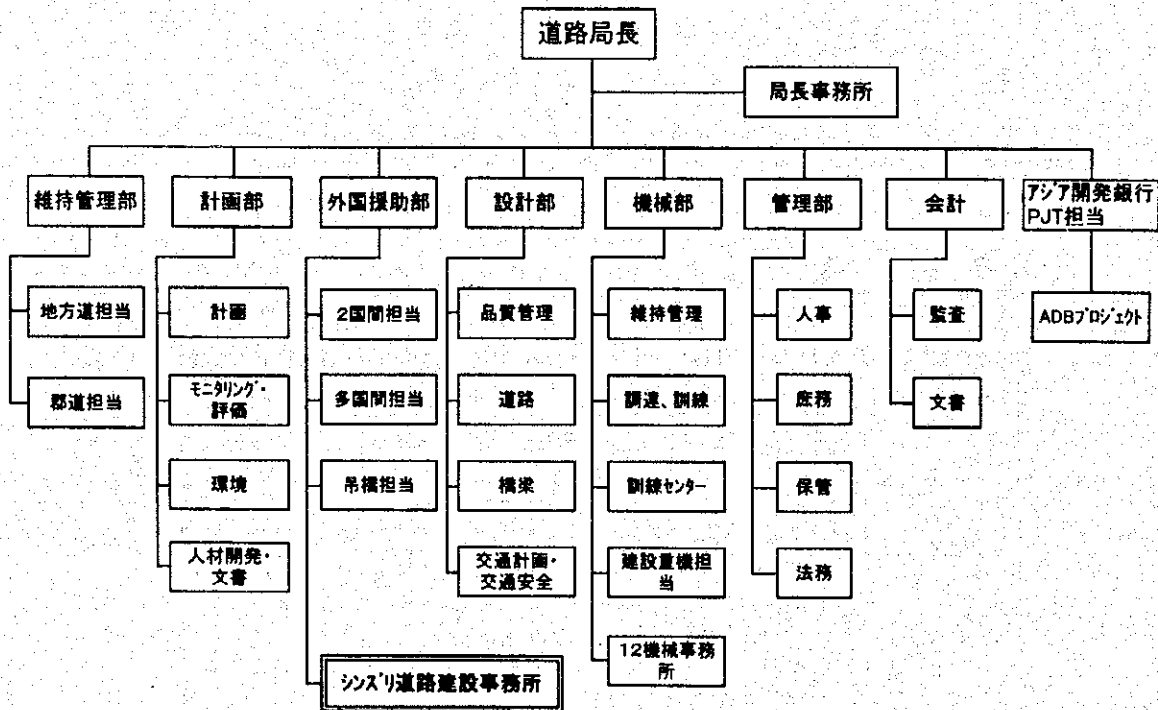 道路局長
局長事務所
維持管理部
計画部
外国援助部
設計部
機械部
管理部
会計
アジア開発銀行
PJT担当
地方道担当
郡道担当
計画
モニタリング・
評価
環境
人材開発・
文書
2国間担当
多国間担当
吊橋担当
シンズリ道路建設事務所
品質管理
道路
橋梁
交通計画・
交通安全
維持管理
調達、訓練
訓練センター
建設重機担
当
12機械事務
所
人事
庶務
保管
法務
監査
文書
ADBプロジェクト